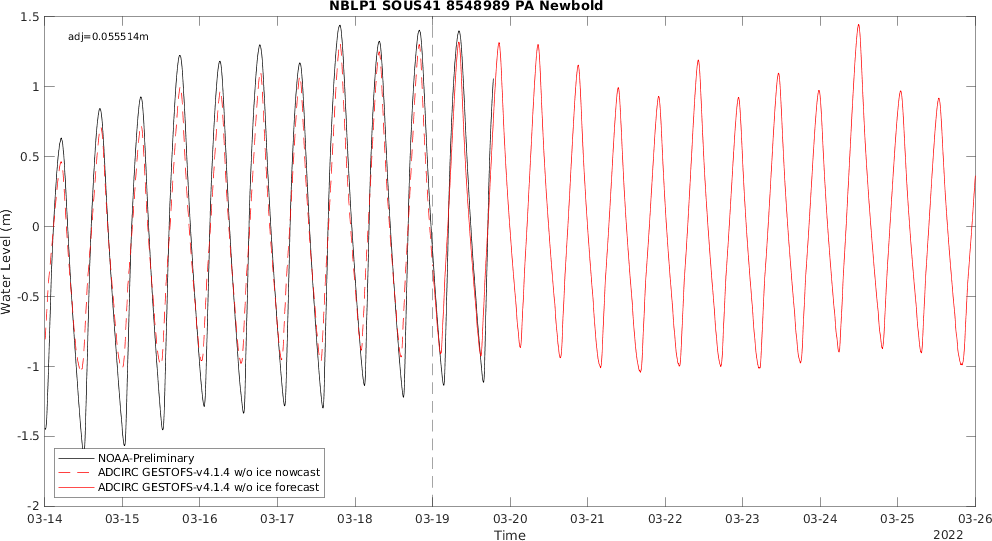 NBLP1 SOUS41 8548989 PA Newbold
adj=0.055514m
1.5
1
0.5
0
-0.5
-1
-1.5
-2
Water Level (m)
NOAA-Preliminary
ADCIRC GESTOFS-v4.1.4 w/o ice nowcast
ADCIRC GESTOFS-v4.1.4 w/o ice forecast
03-14 03-15 03-16 03-17 03-18 03-19 03-20 03-21 03-22 03-23 03-24 03-25 03-26
Time
2022